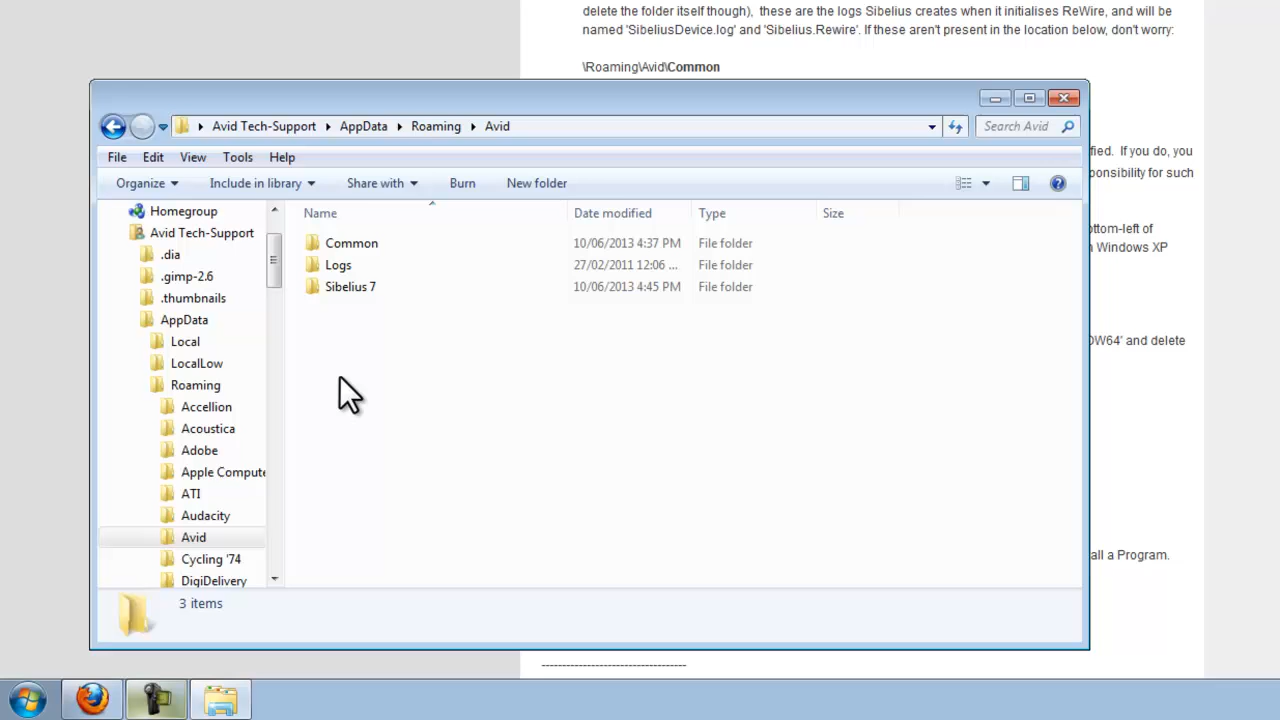 delete the folder itself though), these are the logs Sibelius creates when it initialises ReWire, and will be
named 'SibeliusDevice.log' and 'Sibelius.Rewire'. If these aren't present in the location below, don't worry:
\Roaming\Avid\Common
Avid Tech-Support AppData Roaming Avid Search Avid
File Edit View Tools Help
fied. If you do, you
ponsibility for such
Organize Include in library Share with Burn New folder
Name Date modified Type Size
Homegroup
Avid Tech-Support
ottom-left of
n Windows XP
Common 10/06/2013 4:37 PM File folder
.dia
Logs 27/02/2011 12:06 ... File folder
.gimp-2.6
Sibelius 7 10/06/2013 4:45 PM File folder
.thumbnails
AppData
Local
OW64' and delete
LocalLow
Roaming
Accellion
Acoustica
Adobe
Apple Compute
ATI
Audacity
Avid
Cycling '74
all a Program.
DigiDelivery
3 items
----------------------------------